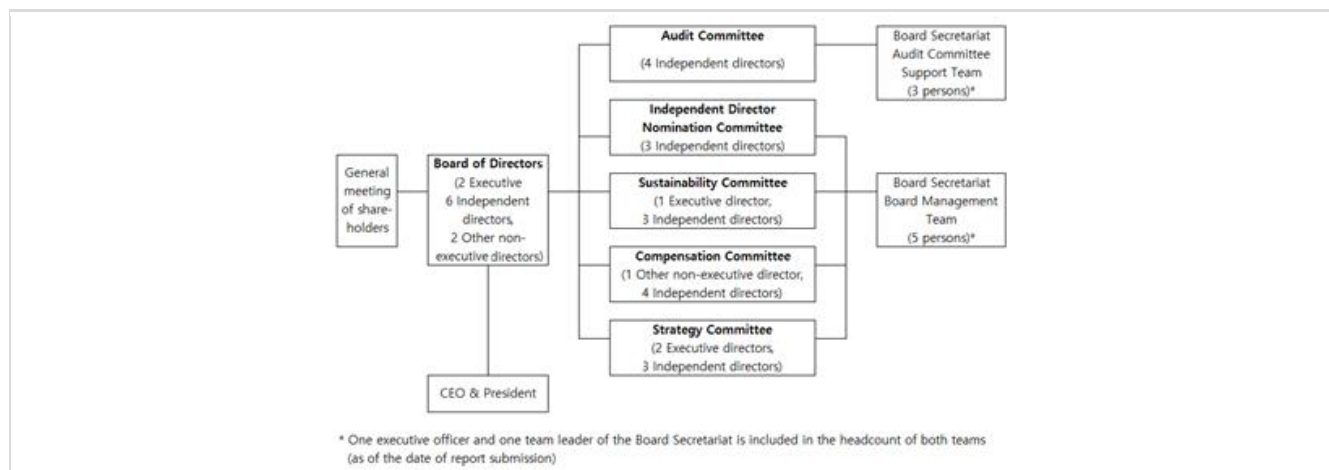 Audit Committee
(4 Independent directors)
Board Secretariat
Audit Committee
Support Team
(3 persons)*
Independent Director
Nomination Committee
(3 Independent directors)
General
meeting
of share-
holders
Board of Directors
(2 Executive
6 Independent
directors,
2 Other non-
executive directors)
Sustainability Committee
(1 Executive director,
3 Independent directors)
Board Secretariat
Board Management
Team
(5 persons)*
Compensation Committee
(1 Other non-executive director,
4 Independent directors)
Strategy Committee
(2 Executive directors,
3 Independent directors)
CEO & President
* One executive officer and one team leader of the Board Secretariat is included in the headcount of both teams
(as of the date of report submission)